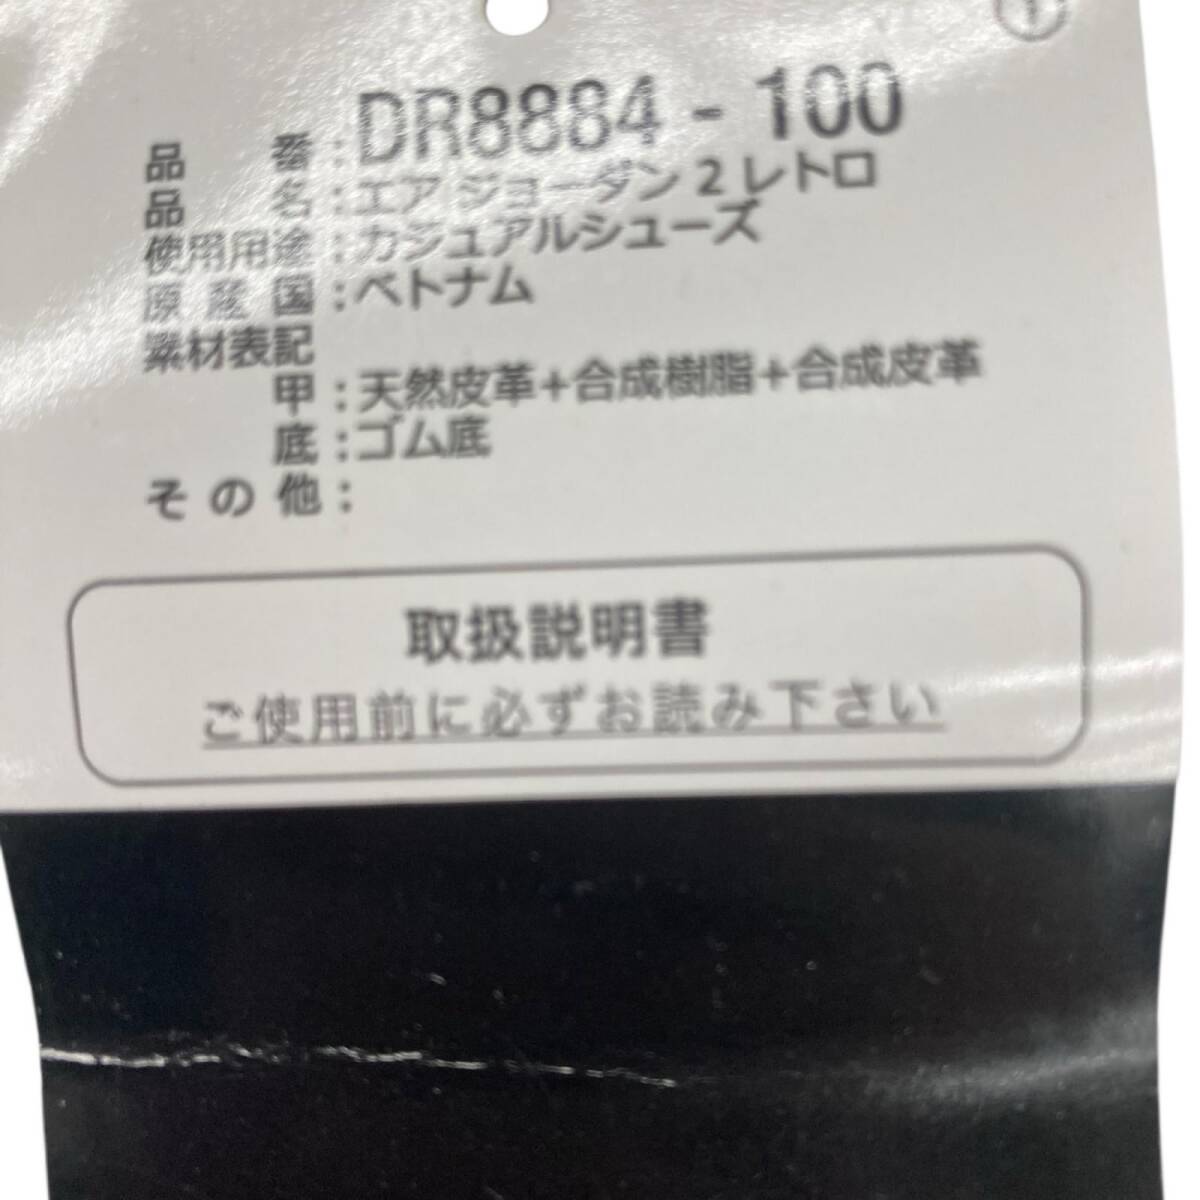 ①
品番:DR8884-100
品名:エア ジョーダン 2 レトロ
使用用途:カジュアルシューズ
原産国:ベトナム
素材表記
甲:天然皮革+合成樹脂+合成皮革
底:ゴム底
その他:
取扱説明書
ご使用前に必ずお読み下さい